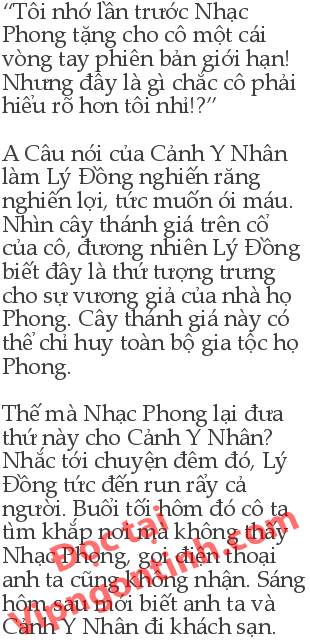 “Tôi nhớ lần trước Nhạc
Phong tặng cho cô một cái
vòng tay phiên bản giới hạn!
Nhưng đây là gì chắc cô phải
hiểu rõ hơn tôi nhỉ!?”
A Câu nói của Cảnh Y Nhân
làm Lý Đồng nghiến răng
nghiến lợi, tức muốn ói máu.
Nhìn cây thánh giá trên cổ
của cô, đương nhiên Lý Đồng
biết đây là thứ tượng trưng
cho sự vương giả của nhà họ
Phong. Cây thánh giá này có
thể chỉ huy toàn bộ gia tộc họ
Phong.
Thế mà Nhạc Phong lại đưa
thứ này cho Cảnh Y Nhân?
Nhắc tới chuyện đêm đó, Lý
Đồng tức đến run rẩy cả
người. Buổi tối hôm đó cô ta
tìm khắp nơi mà không thấy
Nhạc Phong, gọi điện thoại
anh ta cũng không nhận. Sáng
hôm sau mới biết anh ta và
Cảnh Y Nhân đi khách sạn.
Đọc tại
Vipngontinh.com